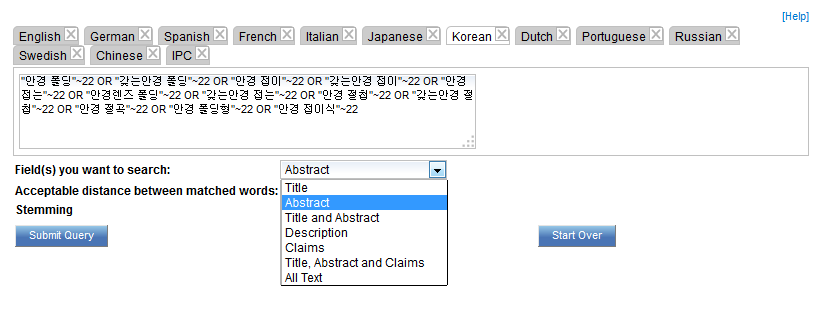 [Help]
English German Spanish French Italian Japanese Korean Dutch Portuguese Russian
Swedish Chinese IPC
"안경 폴딩"~22 OR "갖는안경 폴딩"~22 OR "안경 접이"~22 OR "갖는안경 접이"~22 OR "안경
접는"~22 OR "안경렌즈 폴딩"~22 OR "갖는안경 접는"~22 OR "안경 절첩"~22 OR "갖는안경 절
첩"~22 OR "안경 절곡"~22 OR "안경 폴딩형"~22 OR "안경 접이식"~22
Field(s) you want to search: Abstract
Acceptable distance between matched words:
Stemming
Title
Abstract
Title and Abstract
Description
Claims
Title, Abstract and Claims
All Text
Submit Query Start Over